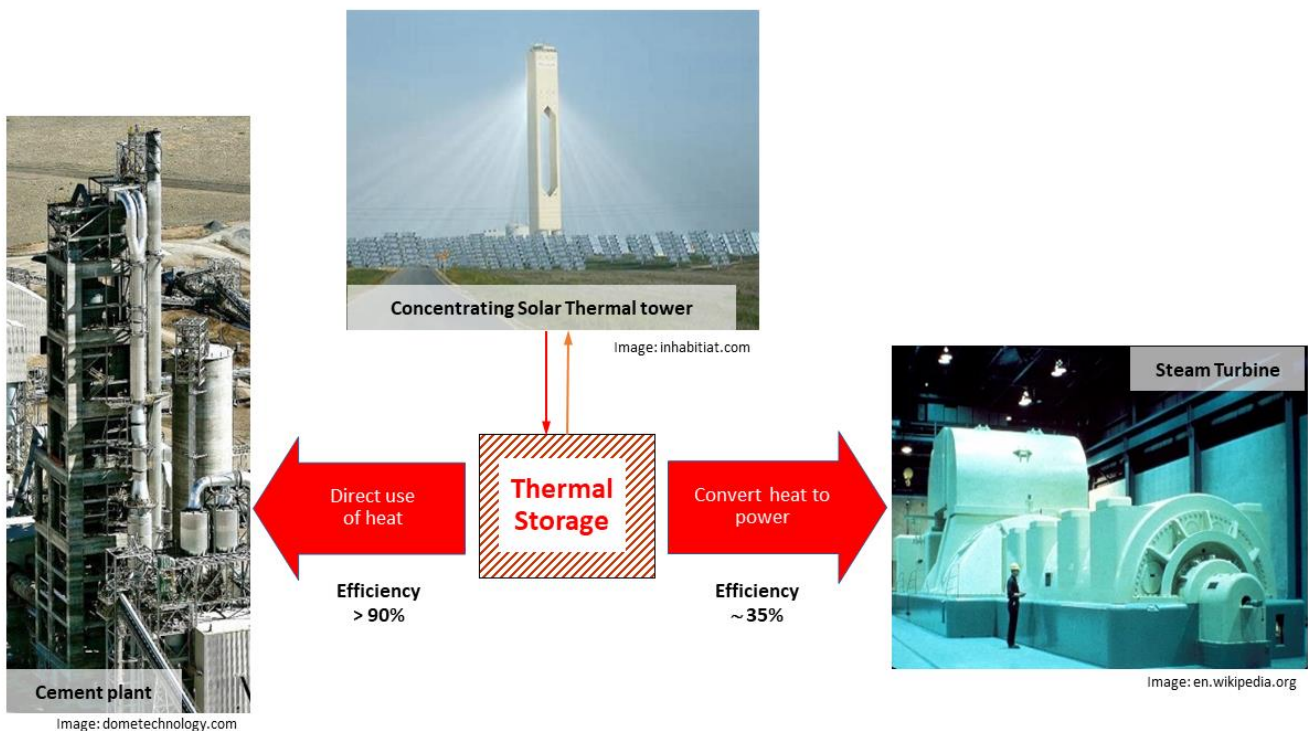 Concentrating Solar Thermal tower
Image: inhabitiat.com
Steam Turbine
Thermal
Storage
Direct use
of heat
Convert heat to
power
Efficiency
> 90%
Efficiency
~35%
Cement plant
Image: dometechnology.com
Image: en.wikipedia.org